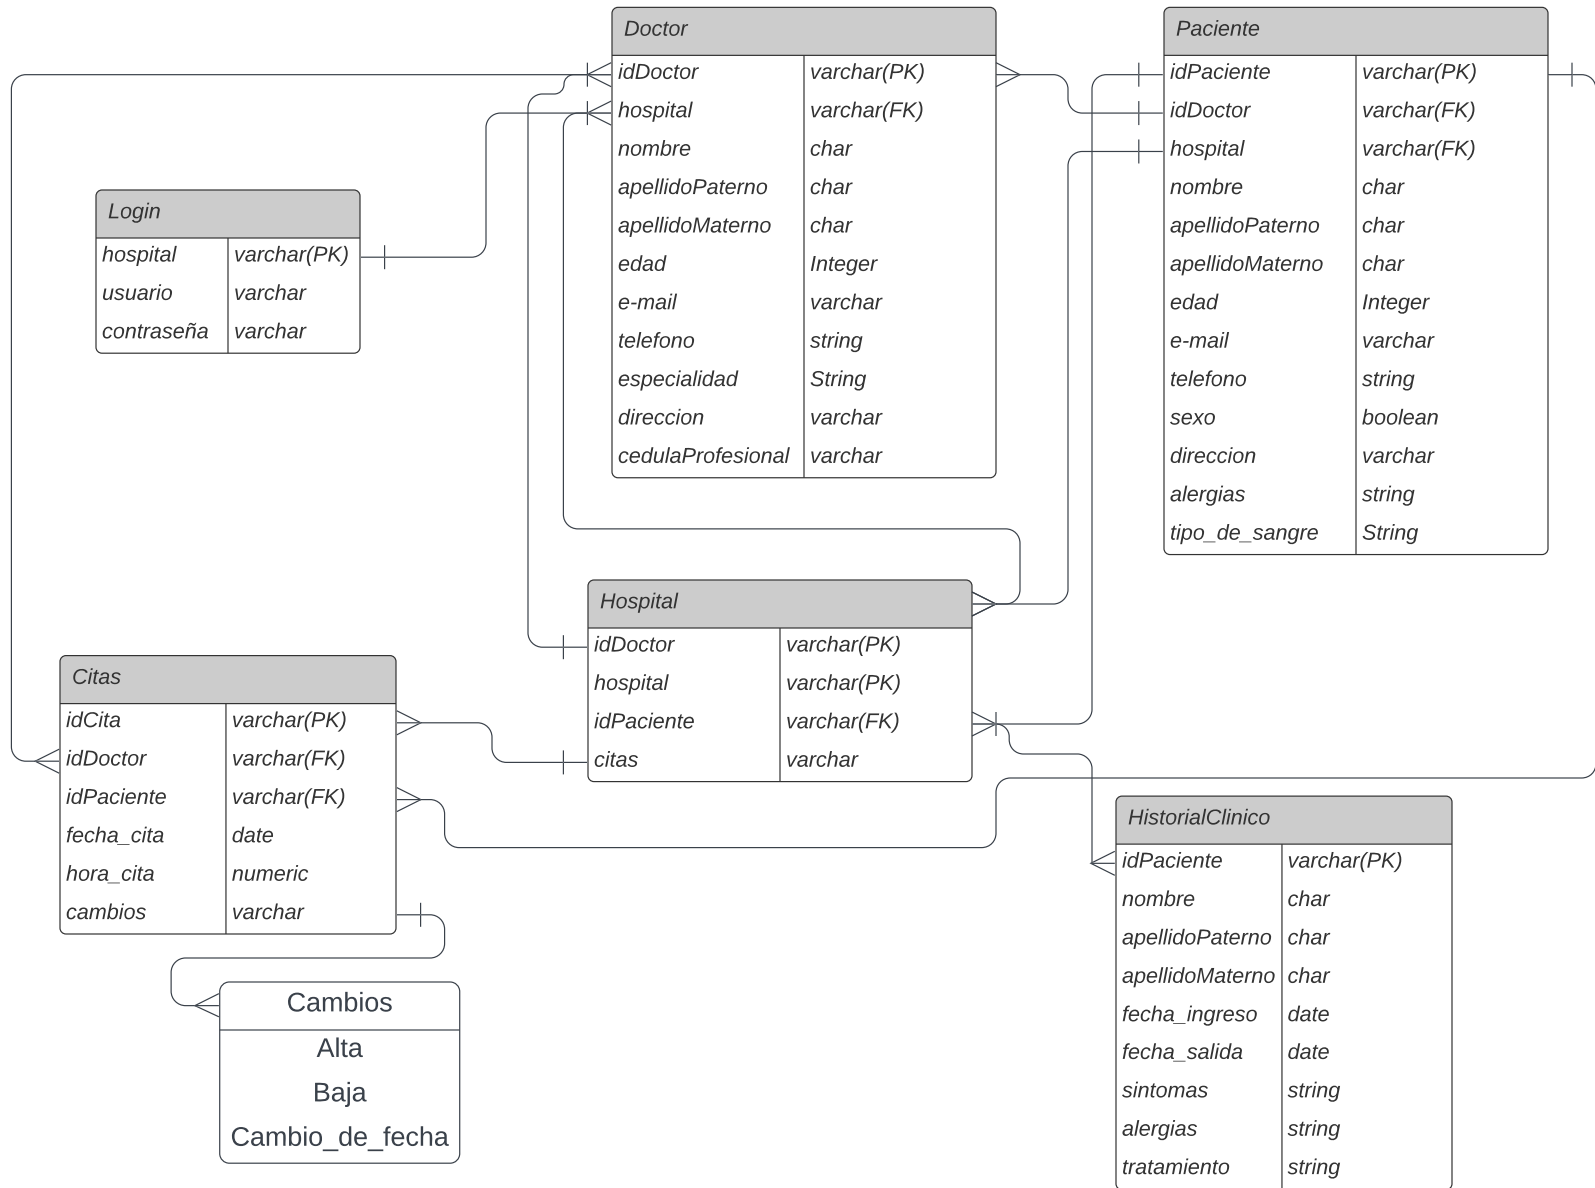 Doctor
idDoctor varchar(PK)
hospital varchar(FK)
nombre char
apellidoPaterno char
apellidoMaterno char
edad Integer
e-mail varchar
telefono string
especialidad String
direccion varchar
cedulaProfesional varchar
Paciente
idPaciente varchar(PK)
idDoctor varchar(FK)
hospital varchar(FK)
nombre char
apellidoPaterno char
apellidoMaterno char
edad Integer
e-mail varchar
telefono string
sexo boolean
direccion varchar
alergias string
tipo_de_sangre String
Login
hospital varchar(PK)
usuario varchar
contraseña varchar
Hospital
idDoctor varchar(PK)
hospital varchar(PK)
idPaciente varchar(FK)
citas varchar
Citas
idCita varchar(PK)
idDoctor varchar(FK)
idPaciente varchar(FK)
fecha_cita date
hora_cita numeric
cambios varchar
HistorialClinico
idPaciente varchar(PK)
nombre char
apellidoPaterno char
apellidoMaterno char
fecha_ingreso date
fecha_salida date
sintomas string
alergias string
tratamiento string
Cambios
Alta
Baja
Cambio_de_fecha